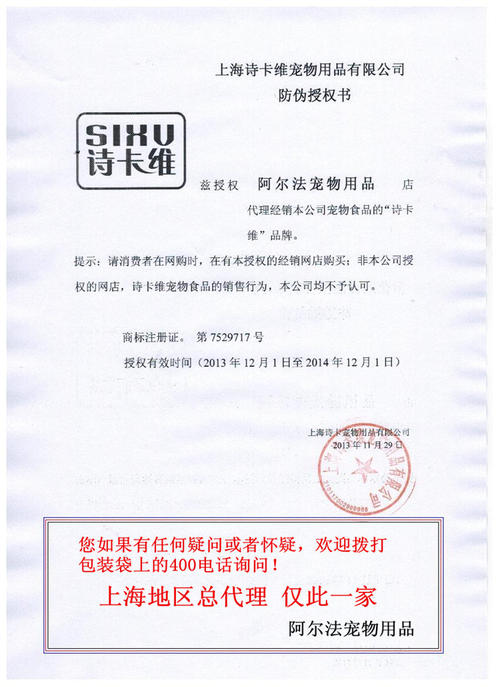 上海诗卡维宠物用品有限公司
防伪授权书
SIXU
诗卡维
兹授权 阿尔法宠物用品 店
代理经销本公司宠物食品的“诗卡
维”品牌。
提示：请消费者在网购时，在有本授权的经销网店购买；非本公司授
权的网店，诗卡维宠物食品的销售行为，本公司均不予认可。
商标注册证。 第 7529717 号
授权有效时间（2013 年 12 月 1 日至 2014 年 12 月 1 日）
上海诗卡宠物用品有限公司
2013 年 11 月 29 日
您如果有任何疑问或者怀疑，欢迎拨打
包装袋上的400电话询问！
上海地区总代理 仅此一家
阿尔法宠物用品